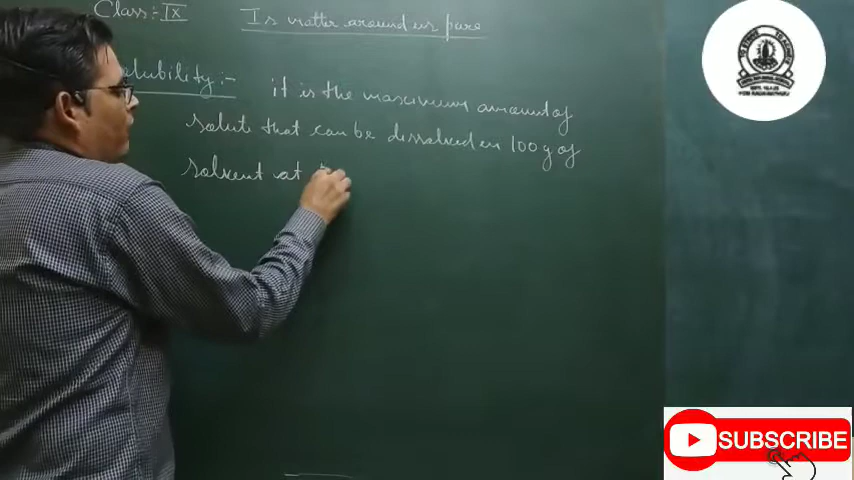 Class:- IX
Is matter around us pure
olubility:- it is the maximum amount of
solute that can be dissolved in 100 g of
solvent at
SUBSCRIBE